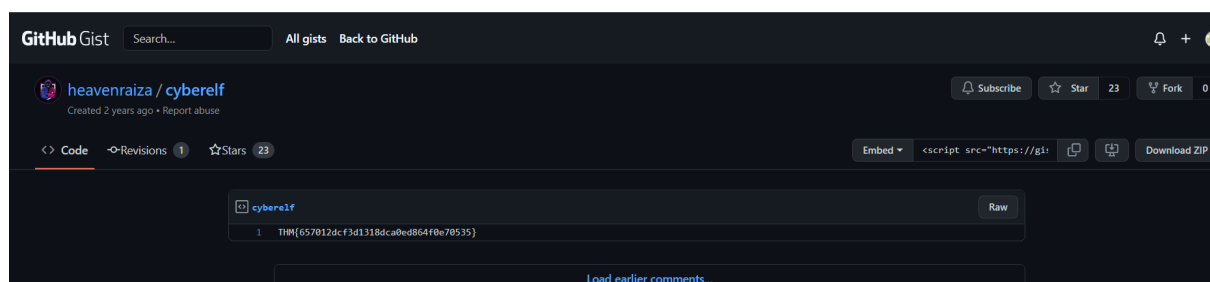 GitHub Gist Search... All gists Back to GitHub
heavenraiza / cyberelf Subscribe Star 23 Fork 0
Created 2 years ago • Report abuse
Code Revisions 1 Stars 23 Embed <script src="https://gis Download ZIP
cyberelf Raw
1 THM{657012dcf3d1318dca0ed864f0e70535}
Load earlier comments...